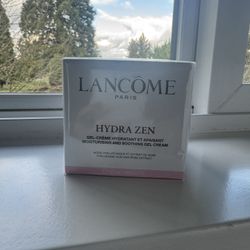 LANCÔME
PARIS
HYDRA ZEN
GEL-CRÈME HYDRATANT ET APAISANT
MOISTURISING AND SOOTHING GEL CREAM